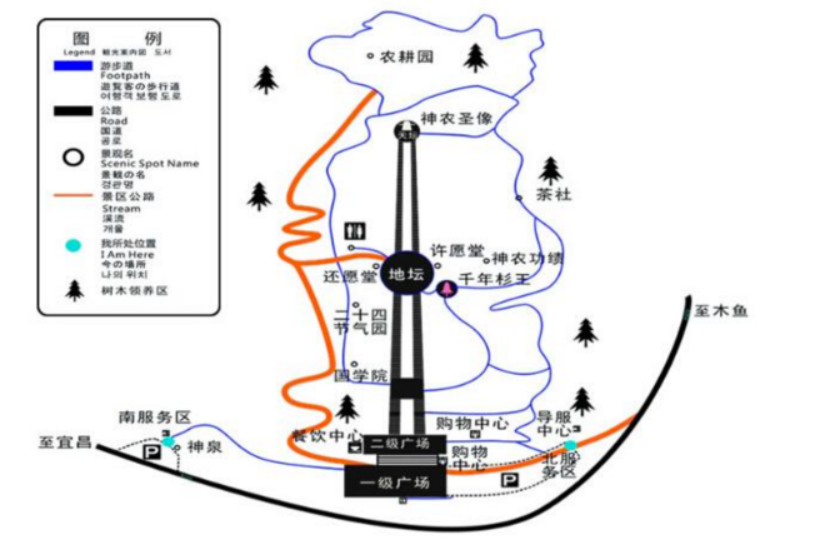 图 例
Legend 観光案内図 도서
游步道
Footpath
遊覧客の歩行道
여행객 보행 도로
公路
Road
国道
공로
景观名
Scenic Spot Name
景観の名
경관명
景区公路
Stream
渓流
개울
我所处位置
I Am Here
今の場所
나의 위치
树木领养区
农耕园
神农圣像
天坛
茶社
许愿堂
神农功绩
还愿堂
地坛
千年杉王
二十四
节气园
至木鱼
国学院
南服务区
至宜昌
神泉
P
餐饮中心
二级广场
购物中心
购物
中心
导服
中心
北服
务区
一级广场
P